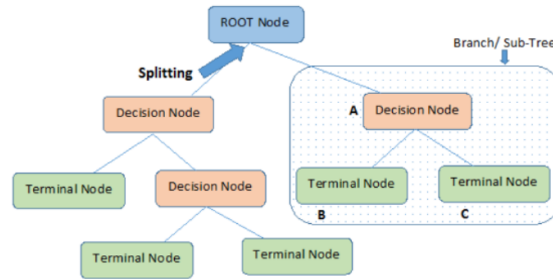 ROOT Node
Branch/ Sub-Tree
Splitting
Decision Node
A
Decision Node
Terminal Node
Decision Node
Terminal Node
Terminal Node
B
C
Terminal Node
Terminal Node